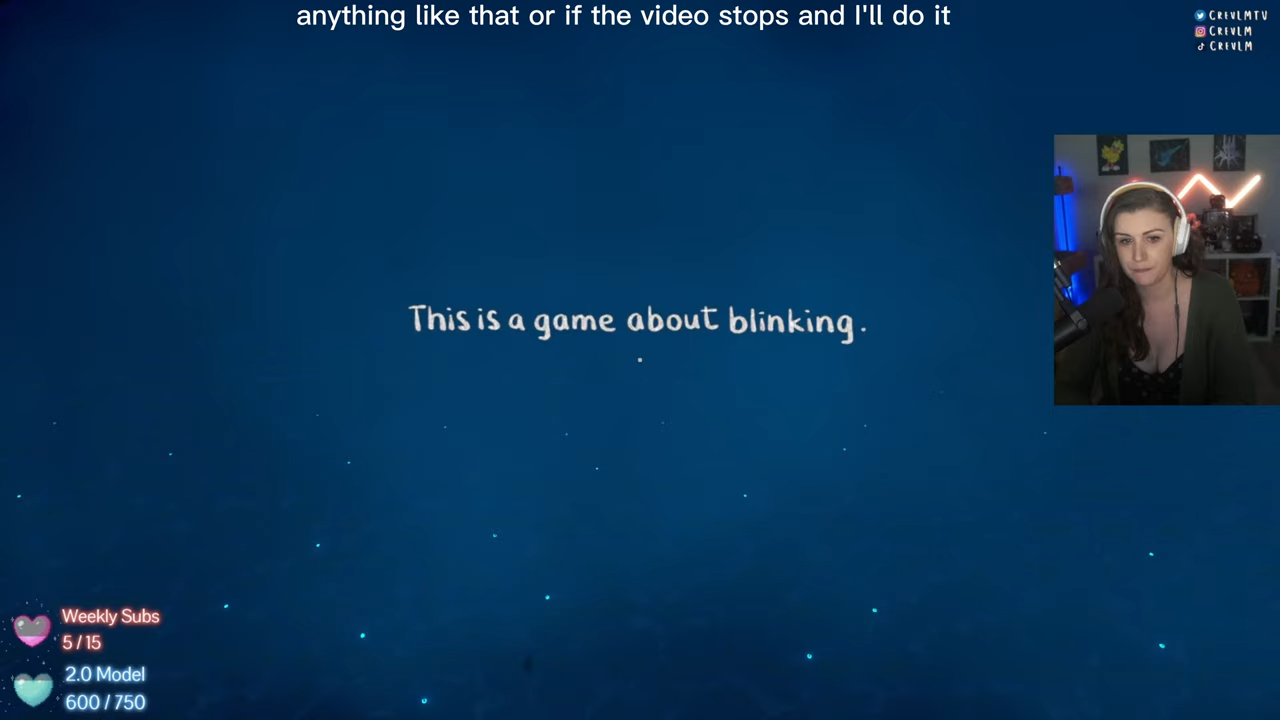 anything like that or if the video stops and I'll do it
CREVLMTV
CREVLM
CREVLM
This is a game about blinking.
Weekly Subs
5 / 15
2.0 Model
600 / 750